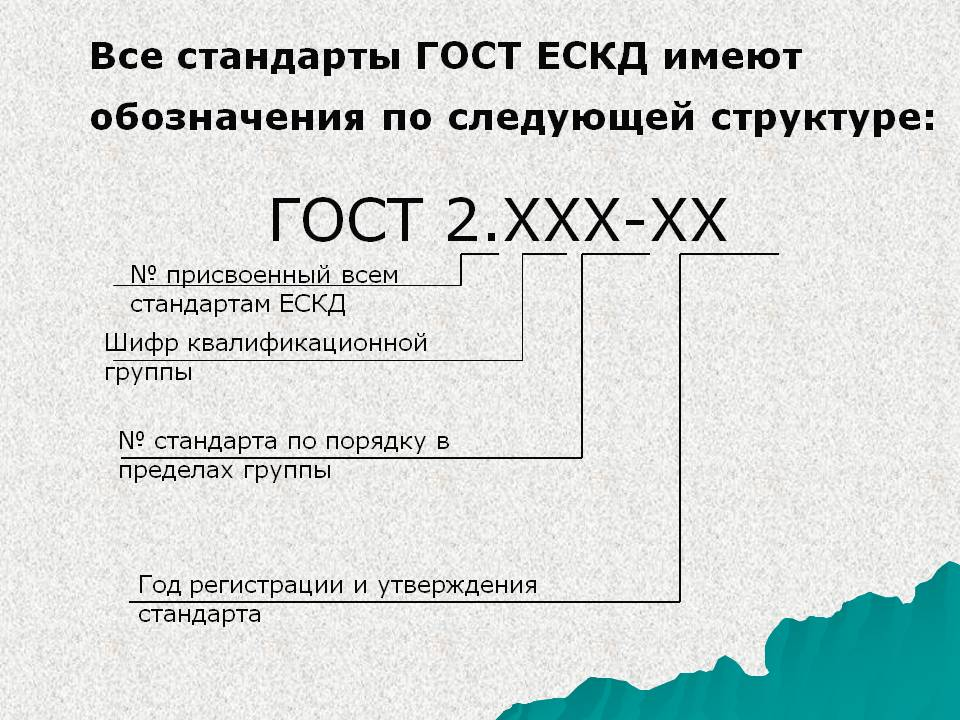 Все стандарты ГОСТ ЕСКД имеют
обозначения по следующей структуре:
ГОСТ 2.ХХХ-ХХ
№ присвоенный всем
стандартам ЕСКД
Шифр квалификационной
группы
№ стандарта по порядку в
пределах группы
Год регистрации и утверждения
стандарта